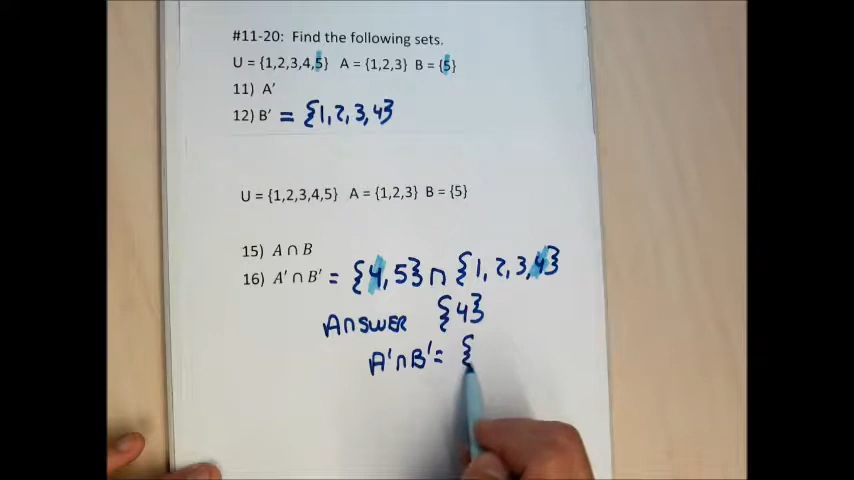 #11-20: Find the following sets.
U = {1,2,3,4,5} A = {1,2,3} B = {5}
11) A'
12) B' = {1,2,3,4}
U = {1,2,3,4,5} A = {1,2,3} B = {5}
15) A ∩ B
16) A' ∩ B' = {4,5} ∩ {1,2,3,4}
ANSWER {4}
A'∩B' = {